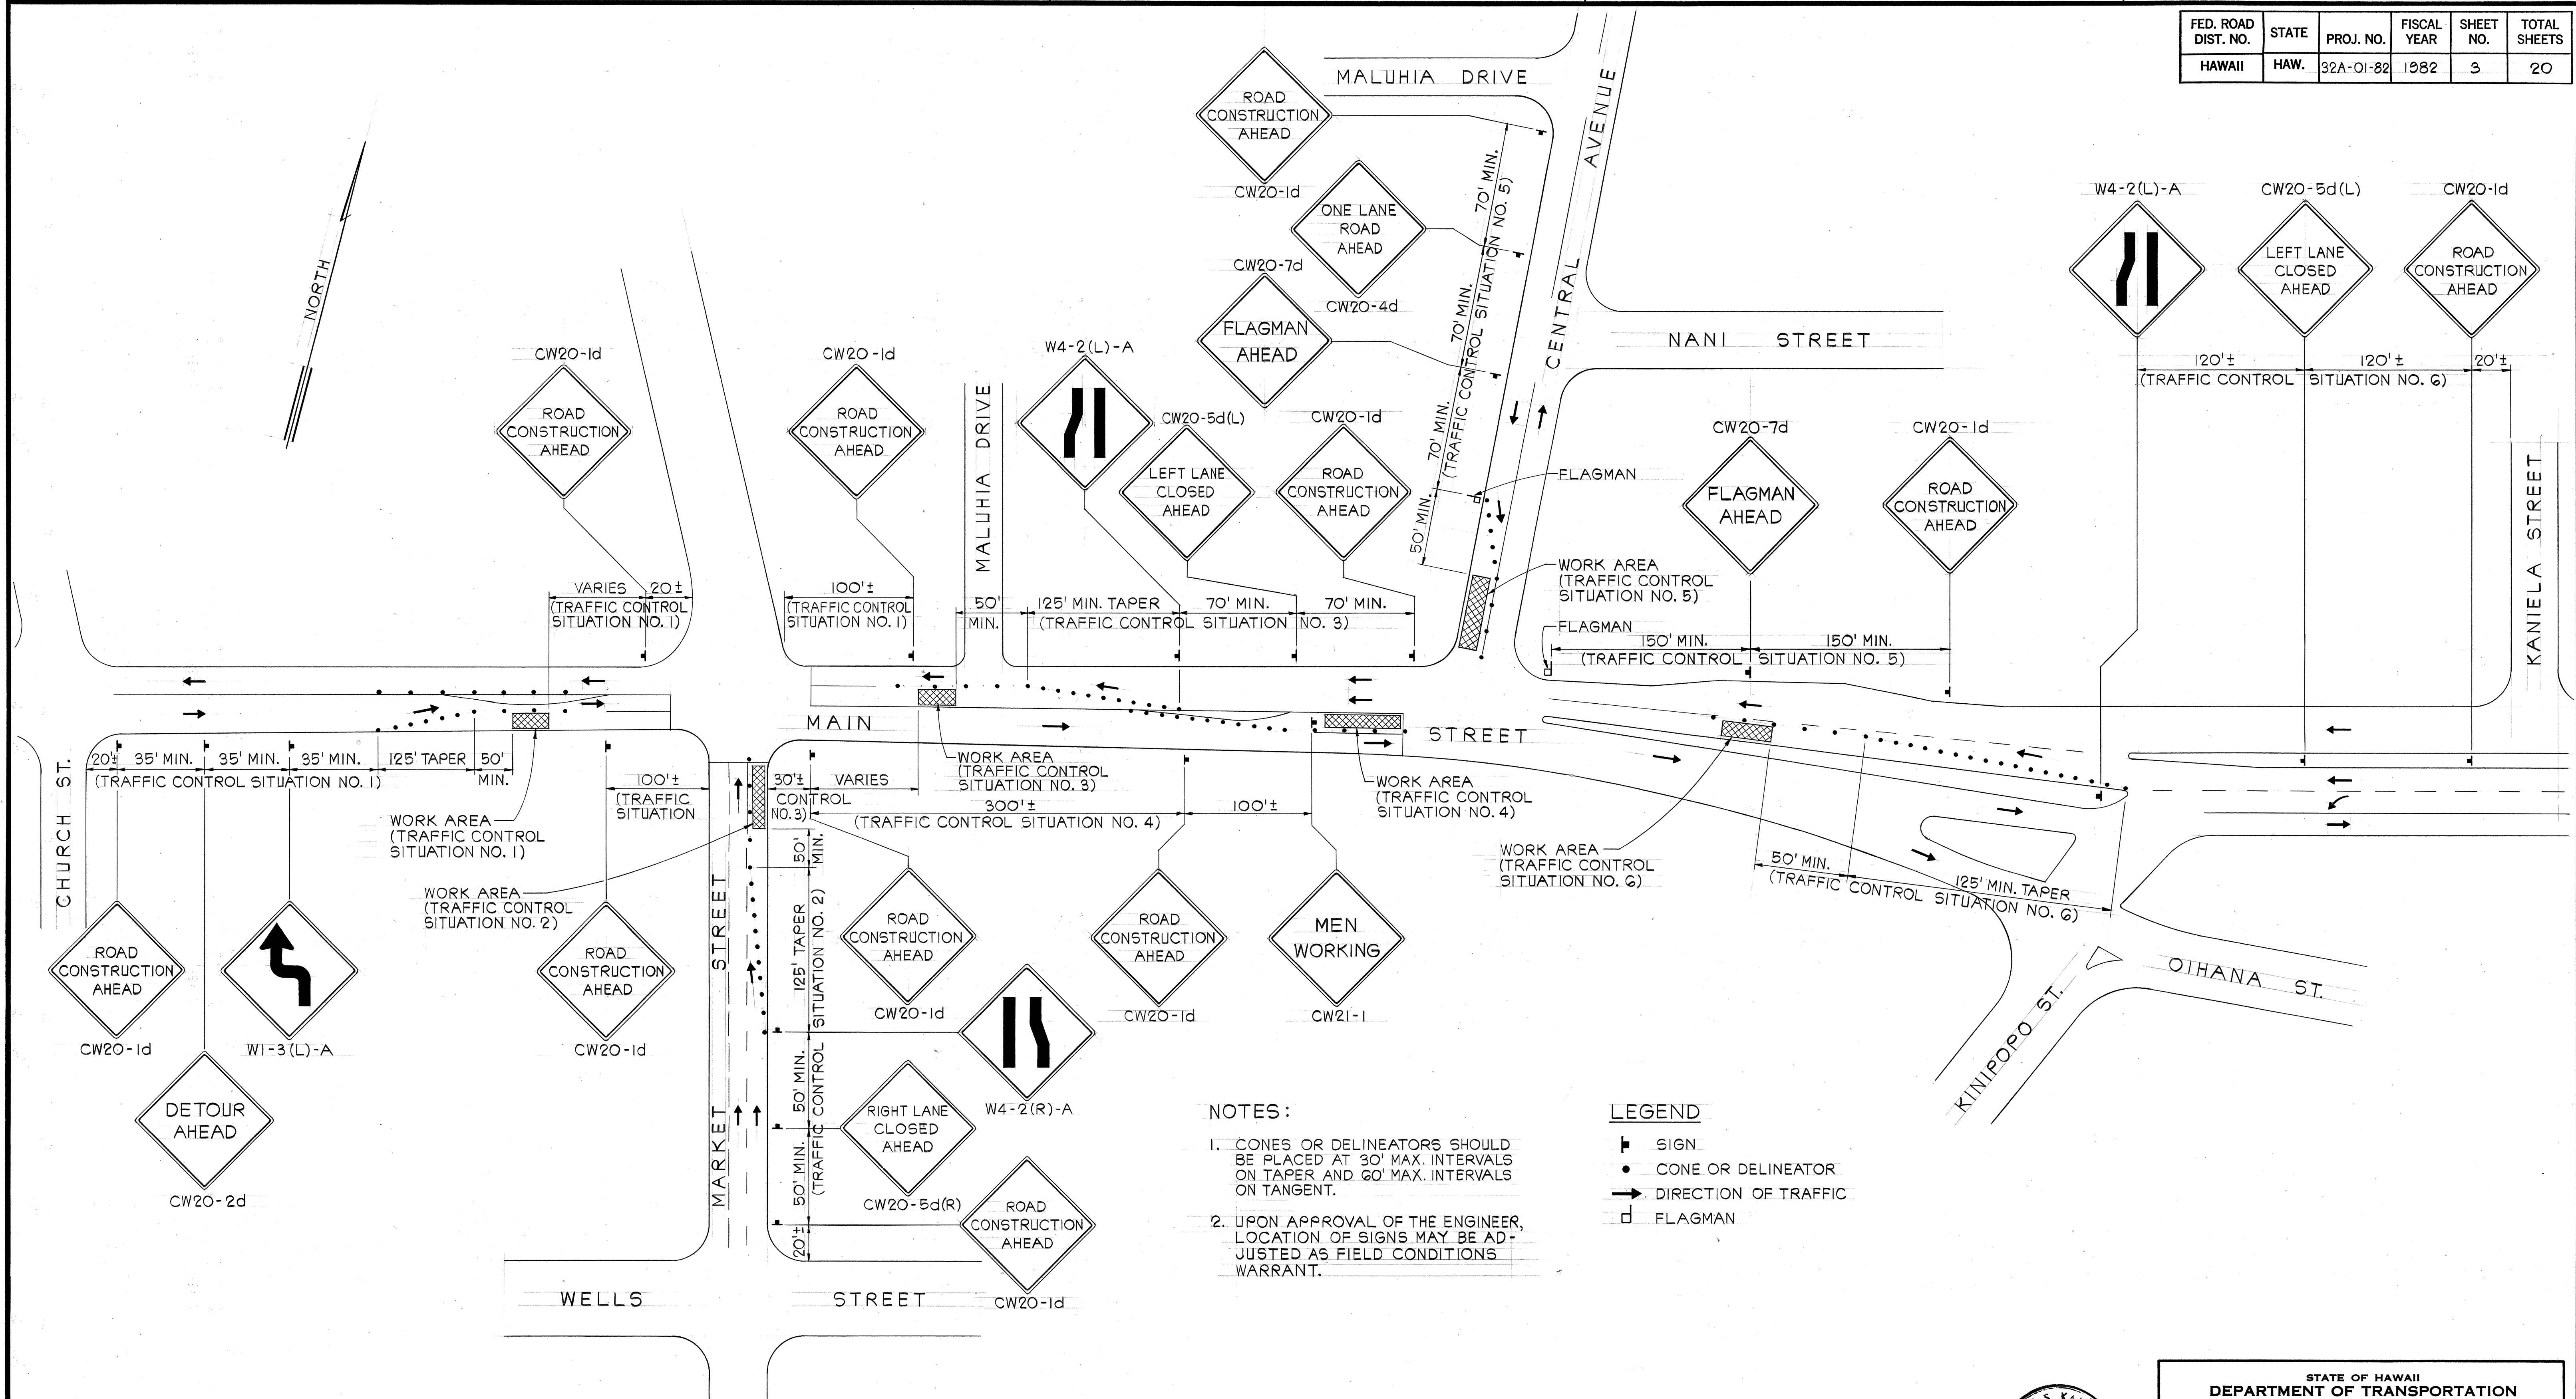 FED. ROAD DIST. NO. STATE PROJ. NO. FISCAL YEAR SHEET NO. TOTAL SHEETS
HAWAII HAW. 32A-01-82 1982 3 20
MALUHIA DRIVE
CENTRAL AVENUE
ROAD
CONSTRUCTION
AHEAD
CW20-1d
ONE LANE
ROAD
AHEAD
CW20-4d
CW20-7d
FLAGMAN
AHEAD
70' MIN.
70' MIN.
70' MIN.
(TRAFFIC CONTROL SITUATION NO. 5)
50' MIN.
NANI STREET
W4-2(L)-A
CW20-5d(L)
LEFT LANE
CLOSED
AHEAD
CW20-1d
ROAD
CONSTRUCTION
AHEAD
120'± 120'± 20'±
(TRAFFIC CONTROL SITUATION NO. 6)
KANIELA STREET
NORTH
CW20-1d
ROAD
CONSTRUCTION
AHEAD
CW20-1d
ROAD
CONSTRUCTION
AHEAD
MALUHIA DRIVE
W4-2(L)-A
CW20-5d(L)
LEFT LANE
CLOSED
AHEAD
CW20-1d
ROAD
CONSTRUCTION
AHEAD
FLAGMAN
CW20-7d
FLAGMAN
AHEAD
CW20-1d
ROAD
CONSTRUCTION
AHEAD
WORK AREA
(TRAFFIC CONTROL
SITUATION NO. 5)
FLAGMAN
150' MIN. 150' MIN.
(TRAFFIC CONTROL SITUATION NO. 5)
VARIES 20±
(TRAFFIC CONTROL
SITUATION NO. 1)
100'±
(TRAFFIC CONTROL
SITUATION NO. 1)
50'
MIN.
125' MIN. TAPER 70' MIN. 70' MIN.
(TRAFFIC CONTROL SITUATION NO. 3)
MAIN STREET
CHURCH ST.
20'± 35' MIN. 35' MIN. 35' MIN. 125' TAPER 50'
MIN.
(TRAFFIC CONTROL SITUATION NO. 1)
WORK AREA
(TRAFFIC CONTROL
SITUATION NO. 1)
100'± 30'±
(TRAFFIC CONTROL
SITUATION NO. 3)
VARIES
WORK AREA
(TRAFFIC CONTROL
SITUATION NO. 3)
300'± 100'±
(TRAFFIC CONTROL SITUATION NO. 4)
WORK AREA
(TRAFFIC CONTROL
SITUATION NO. 4)
WORK AREA
(TRAFFIC CONTROL
SITUATION NO. 6)
50' MIN.
125' MIN. TAPER
(TRAFFIC CONTROL SITUATION NO. 6)
WORK AREA
(TRAFFIC CONTROL
SITUATION NO. 2)
ROAD
CONSTRUCTION
AHEAD
CW20-1d
W1-3(L)-A
DETOUR
AHEAD
CW20-2d
ROAD
CONSTRUCTION
AHEAD
CW20-1d
MARKET STREET
50'
MIN.
125' TAPER
50' MIN.
50' MIN.
20'±
(TRAFFIC CONTROL SITUATION NO. 2)
ROAD
CONSTRUCTION
AHEAD
CW20-1d
W4-2(R)-A
RIGHT LANE
CLOSED
AHEAD
CW20-5d(R)
ROAD
CONSTRUCTION
AHEAD
CW20-1d
ROAD
CONSTRUCTION
AHEAD
CW20-1d
MEN
WORKING
CW21-1
OIHANA ST.
KINIPOPO ST.
WELLS STREET
NOTES:
1. CONES OR DELINEATORS SHOULD
BE PLACED AT 30' MAX. INTERVALS
ON TAPER AND 60' MAX. INTERVALS
ON TANGENT.
2. UPON APPROVAL OF THE ENGINEER,
LOCATION OF SIGNS MAY BE AD-
JUSTED AS FIELD CONDITIONS
WARRANT.
LEGEND
SIGN
CONE OR DELINEATOR
DIRECTION OF TRAFFIC
FLAGMAN
STATE OF HAWAII
DEPARTMENT OF TRANSPORTATION